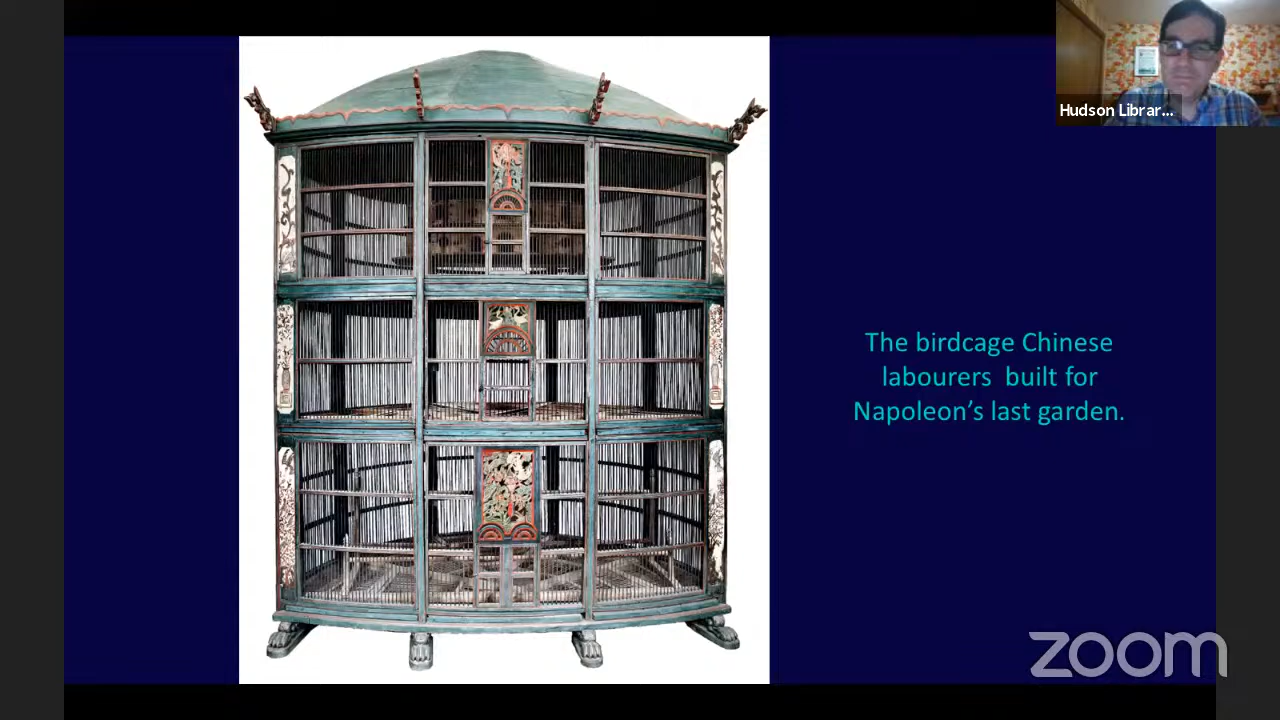 Hudson Librar...
The birdcage Chinese
labourers  built for
Napoleon’s last garden.
zoom